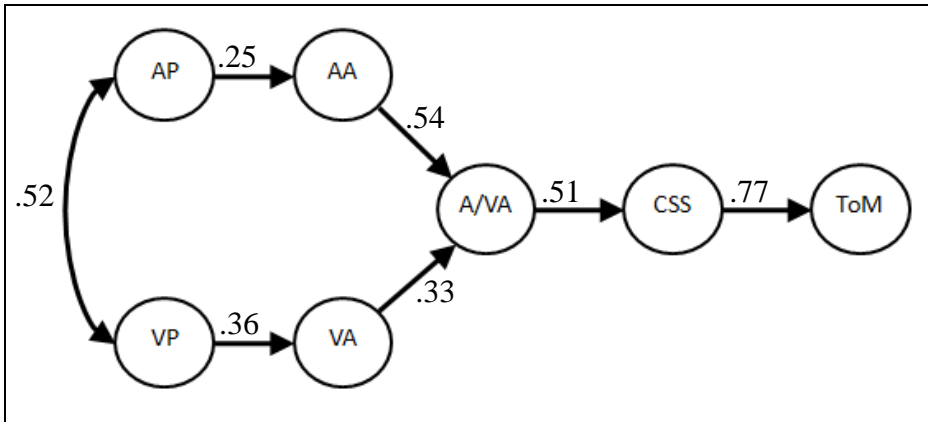 AP .25 AA
.54
.52 A/VA .51 CSS .77 ToM
.33
VP .36 VA